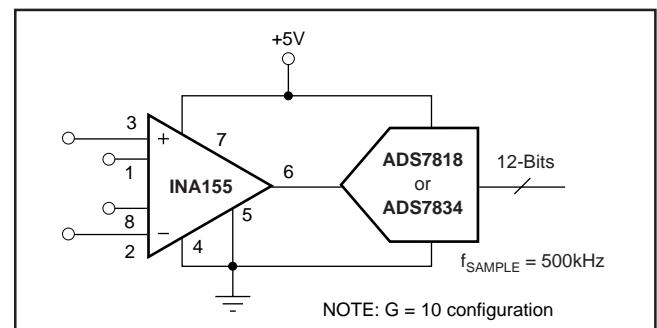 +5V
3
+
7
1
INA155
6
ADS7818
or
ADS7834
12-Bits
5
8
–
2
4
fSAMPLE = 500kHz
NOTE: G = 10 configuration